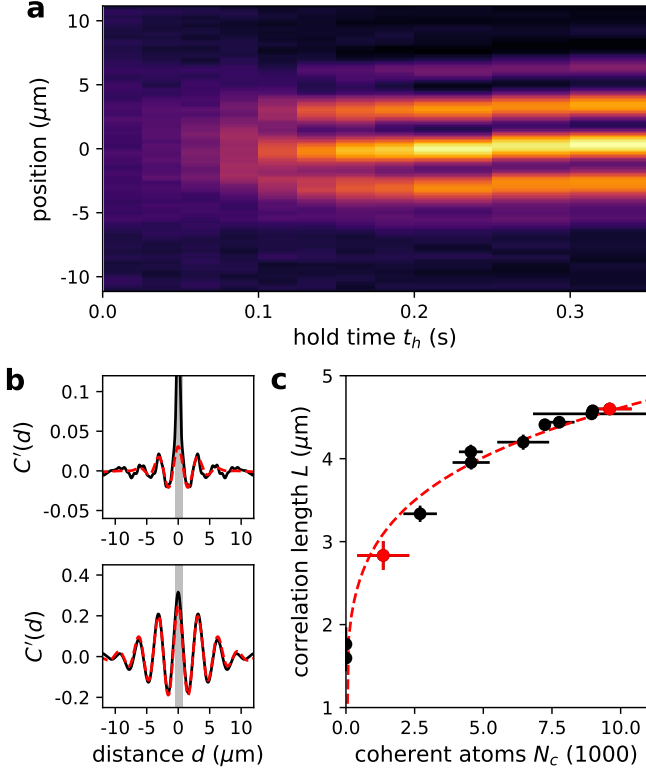 a
10
5
0
-5
-10
position (μm)
0.0 0.1 0.2 0.3
hold time t_h (s)
b
0.1
0.00
-0.05
C'(d)
-10 -5 0 5 10
0.4
0.2
0.0
-0.2
C'(d)
-10 -5 0 5 10
distance d (μm)
c
5
4
3
2
1
correlation length L (μm)
0.0 2.5 5.0 7.5 10.0
coherent atoms N_c (1000)